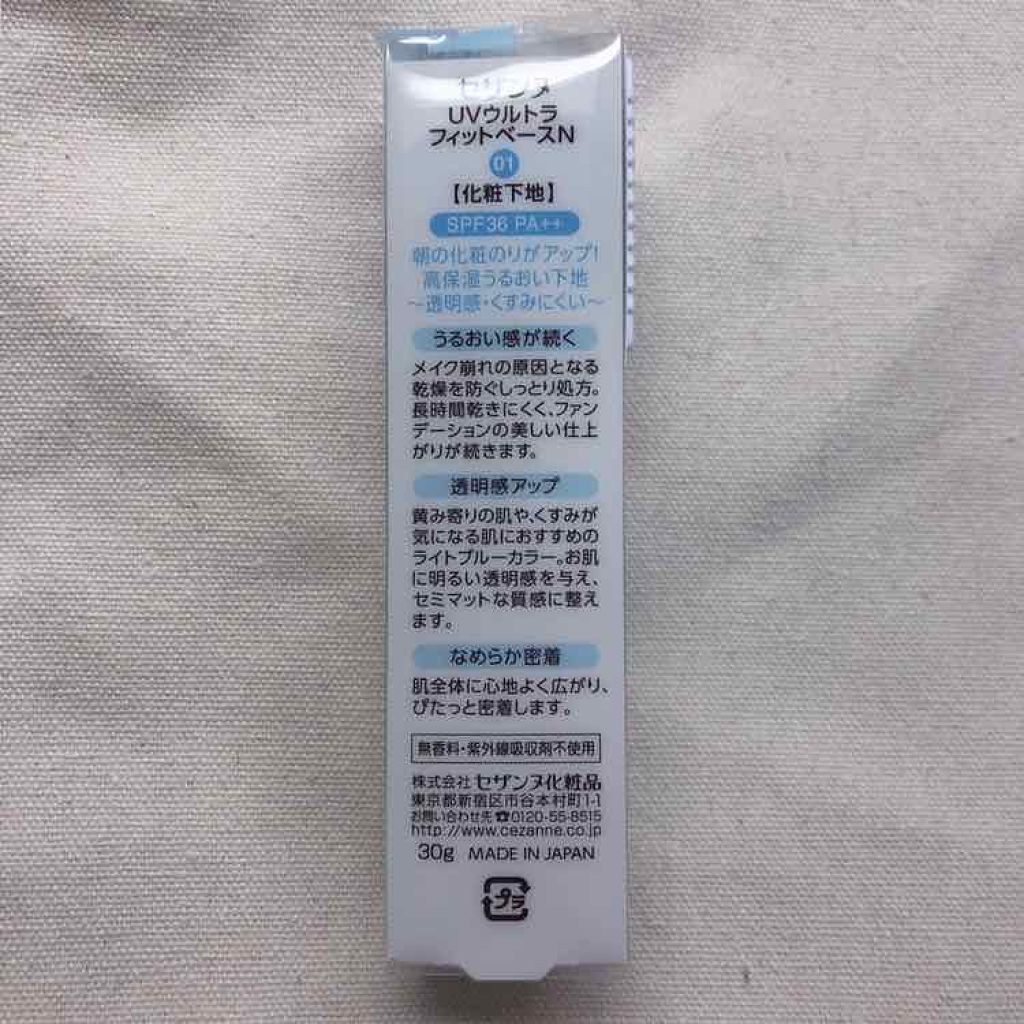 セザンヌ
UVウルトラ
フィットベースN
01
【化粧下地】
SPF36 PA++
朝の化粧のりがアップ!
高保湿うるおい下地
〜透明感・くすみにくい〜
うるおい感が続く
メイク崩れの原因となる
乾燥を防ぐしっとり処方。
長時間乾きにくく、ファン
デーションの美しい仕上
がりが続きます。
透明感アップ
黄み寄りの肌や、くすみが
気になる肌におすすめの
ライトブルーカラー。お肌
に明るい透明感を与え、
セミマットな質感に整え
ます。
なめらか密着
肌全体に心地よく広がり、
ぴたっと密着します。
無香料・紫外線吸収剤不使用
株式会社 セザンヌ化粧品
東京都新宿区市谷本村町1-1
お問い合わせ先☎0120-55-8515
http://www.cezanne.co.jp
30g MADE IN JAPAN
プラ